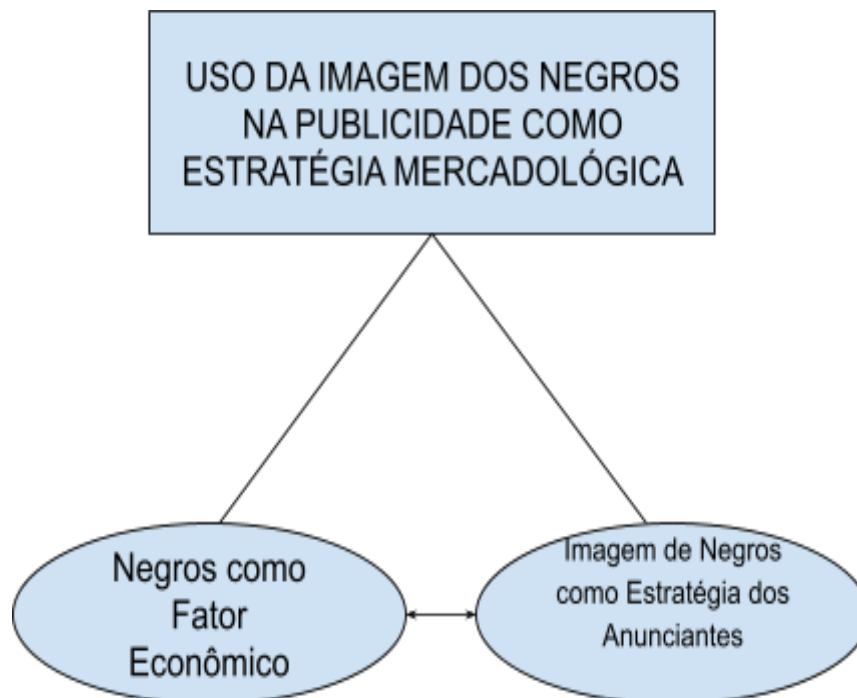 USO DA IMAGEM DOS NEGROS
NA PUBLICIDADE COMO
ESTRATÉGIA MERCADOLÓGICA
Negros como
Fator
Econômico
Imagem de Negros
como Estratégia dos
Anunciantes